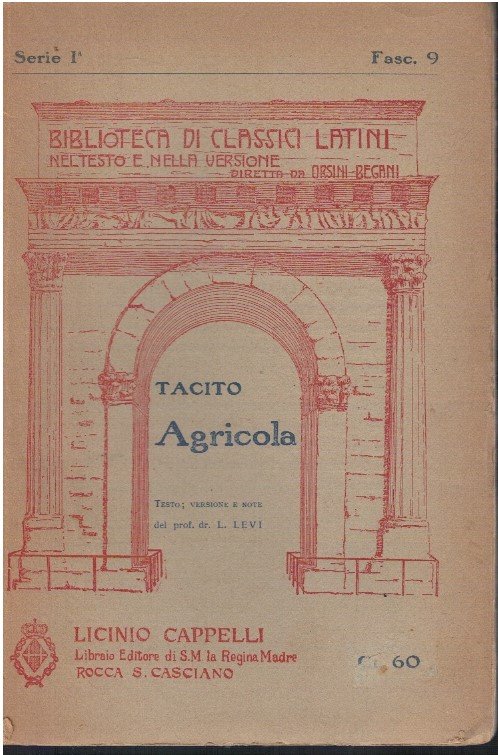 Serie Iª
Fasc. 9
BIBLIOTECA DI CLASSICI LATINI
NEL TESTO E NELLA VERSIONE
DIRETTA DA ORSINI-BEGANI
TACITO
Agricola
TESTO; VERSIONE E NOTE
del prof. dr. L. LEVI
LICINIO CAPPELLI
Libraio Editore di S.M la Regina Madre
ROCCA S. CASCIANO
60